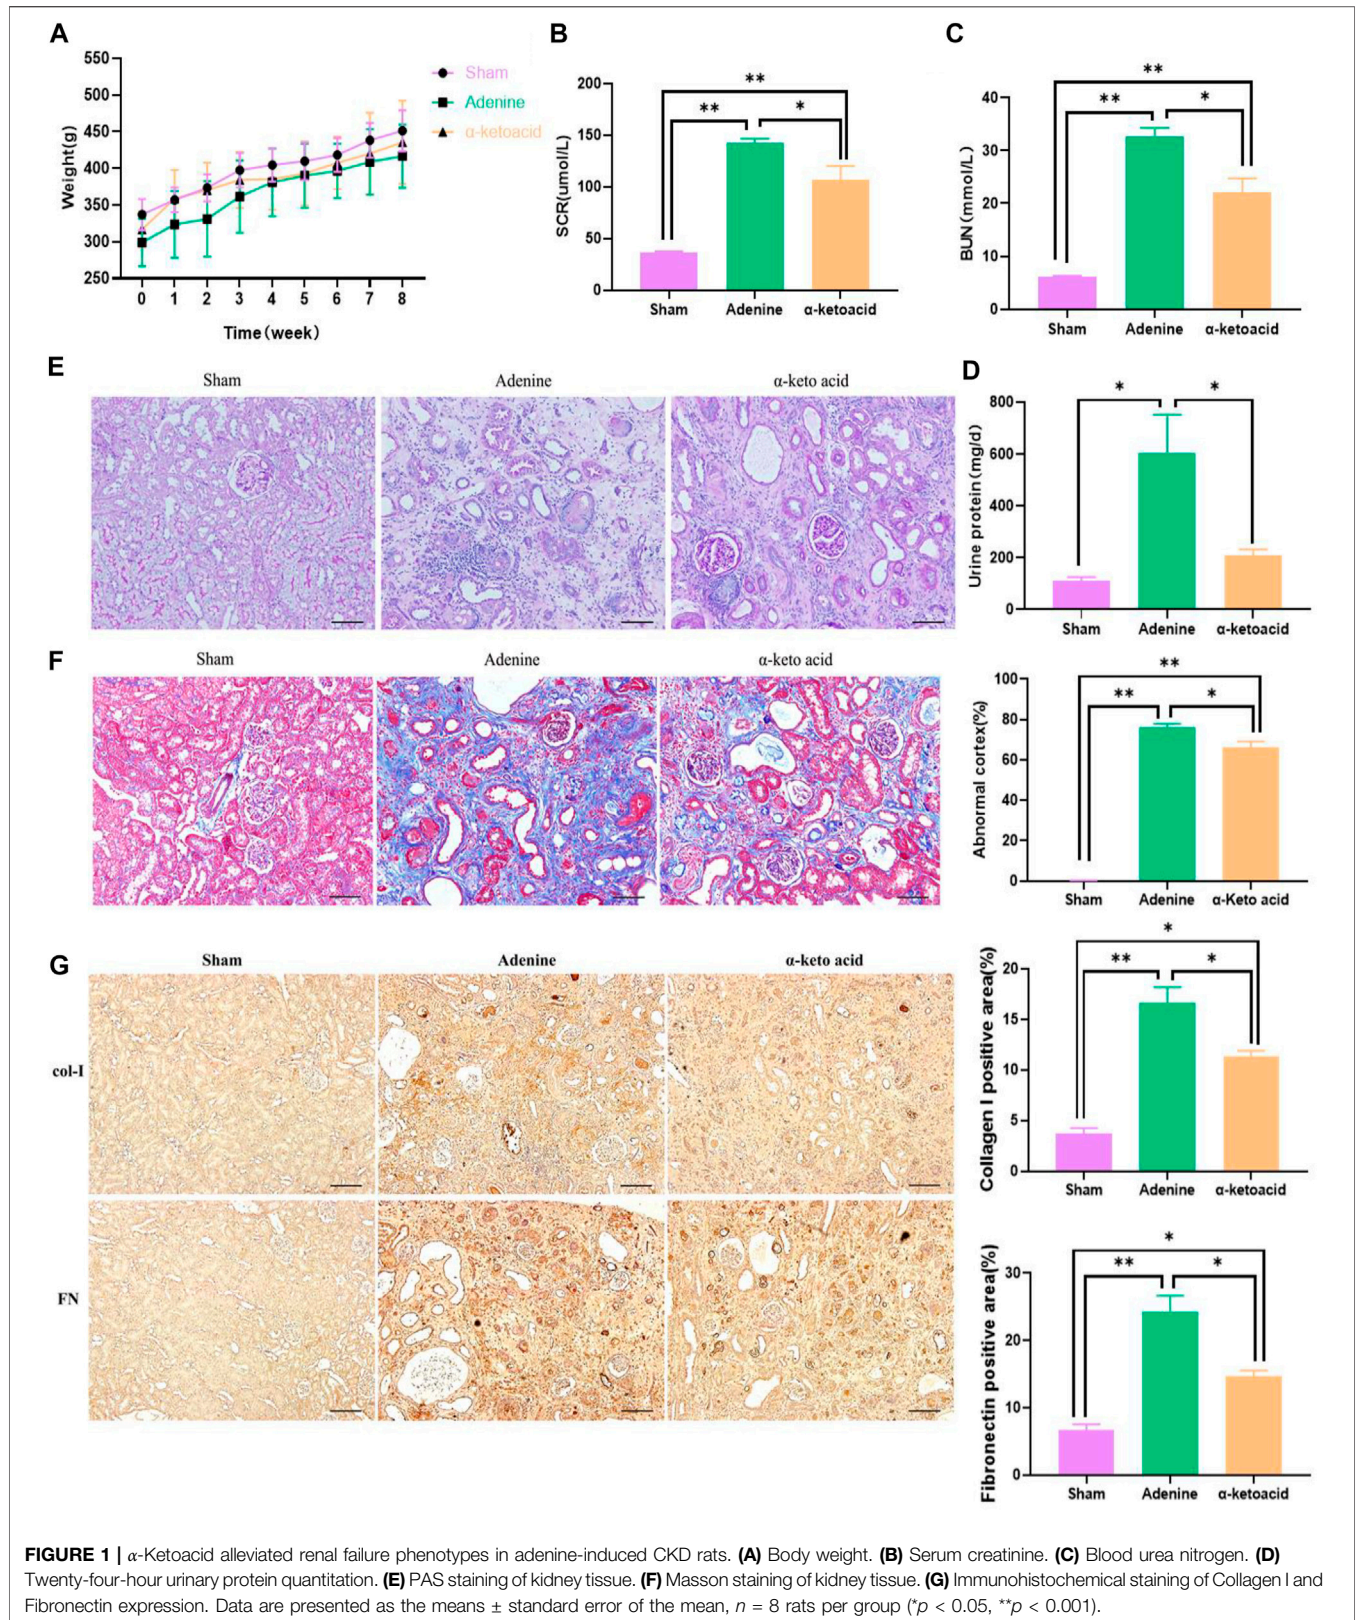 A
550
500
450
400
350
300
250
Weight(g)
0 1 2 3 4 5 6 7 8
Time(week)
Sham
Adenine
α-ketoacid
B
200
150
100
50
0
SCR(umol/L)
**
** *
Sham Adenine α-ketoacid
C
40
30
20
10
0
BUN(mmol/L)
**
** *
Sham Adenine α-ketoacid
E
Sham Adenine α-keto acid
D
800
600
400
200
0
Urine protein(mg/d)
* *
Sham Adenine α-ketoacid
F
Sham Adenine α-keto acid
100
80
60
40
20
0
Abnormal cortex(%)
**
** *
Sham Adenine α-Keto acid
G
Sham Adenine α-keto acid
col-I
FN
20
15
10
5
0
Collagen I positive area(%)
*
** *
Sham Adenine α-ketoacid
30
20
10
0
Fibronectin positive area(%)
*
** *
Sham Adenine α-ketoacid
FIGURE 1 | α-Ketoacid alleviated renal failure phenotypes in adenine-induced CKD rats. (A) Body weight. (B) Serum creatinine. (C) Blood urea nitrogen. (D)
Twenty-four-hour urinary protein quantitation. (E) PAS staining of kidney tissue. (F) Masson staining of kidney tissue. (G) Immunohistochemical staining of Collagen I and
Fibronectin expression. Data are presented as the means ± standard error of the mean, n = 8 rats per group (*p < 0.05, **p < 0.001).